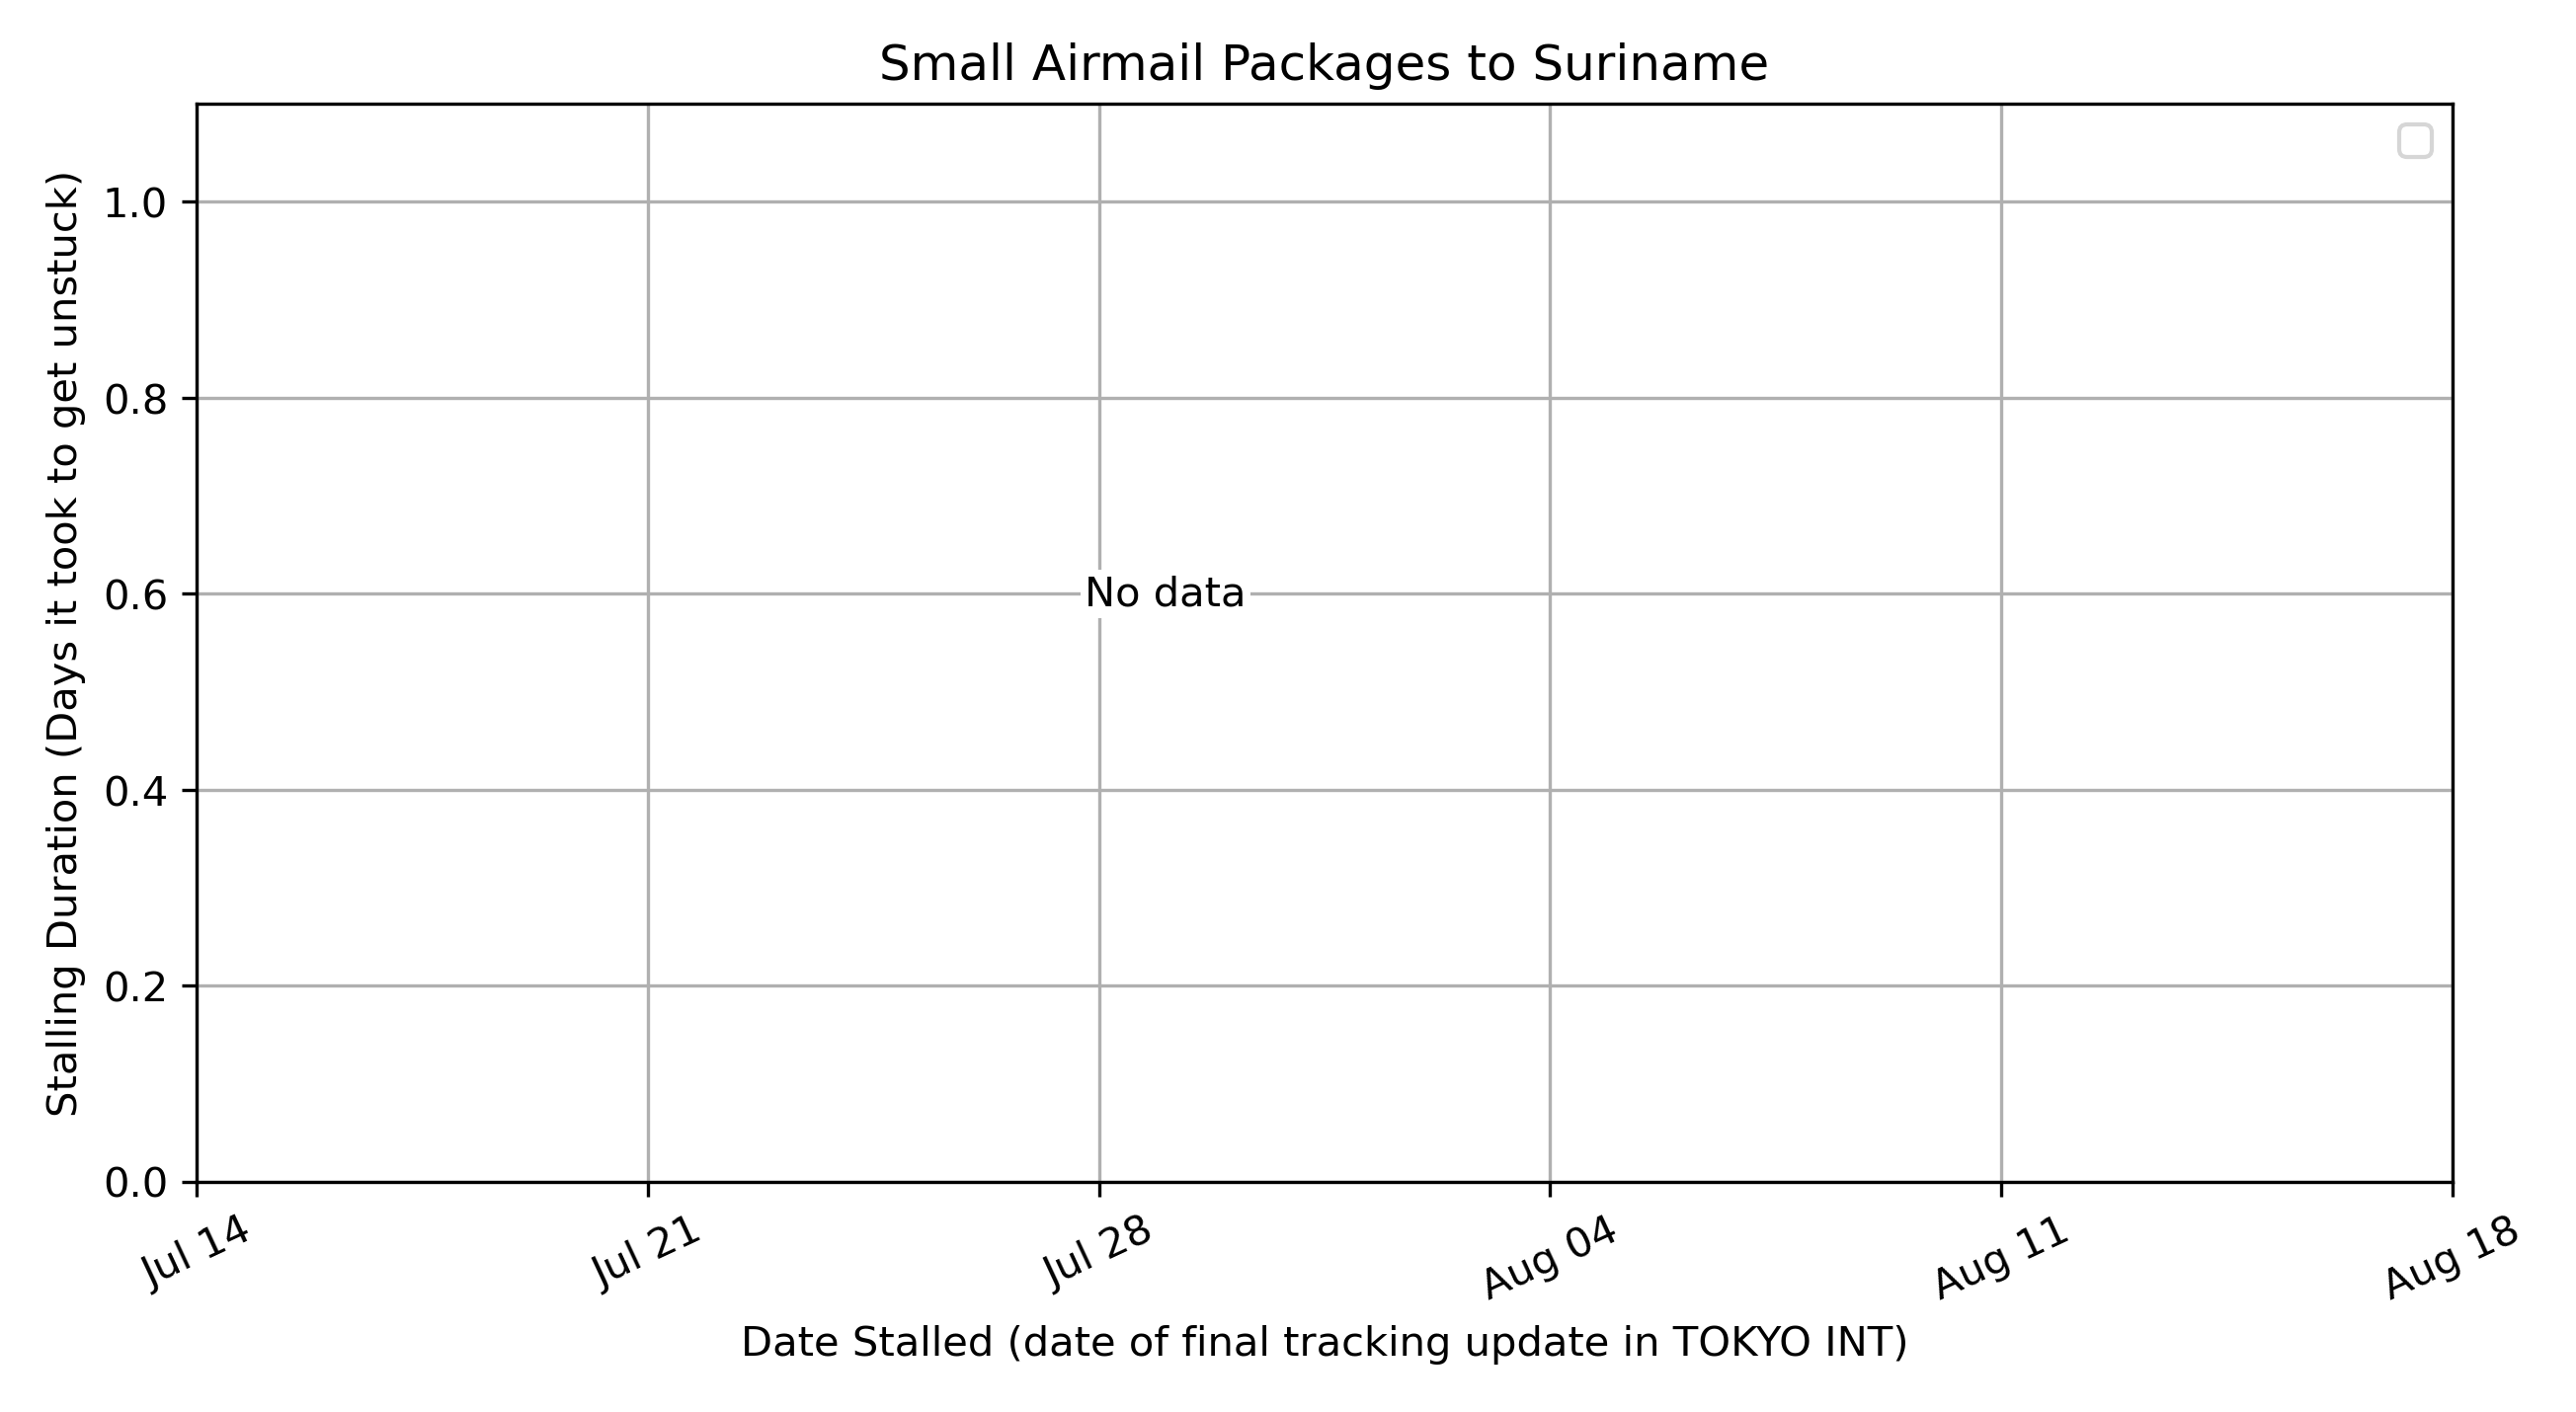 Small Airmail Packages to Suriname
Stalling Duration (Days it took to get unstuck)
1.0
0.8
0.6
0.4
0.2
0.0
No data
Jul 14
Jul 21
Jul 28
Aug 04
Aug 11
Aug 18
Date Stalled (date of final tracking update in TOKYO INT)